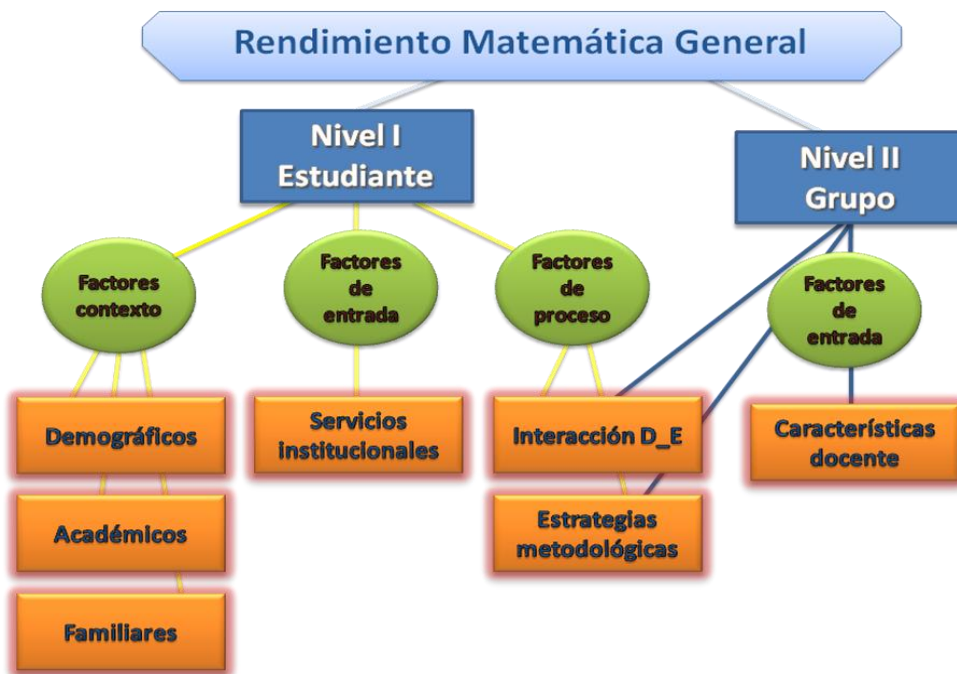 Rendimiento Matemática General
Nivel I
Estudiante
Nivel II
Grupo
Factores
contexto
Factores
de
entrada
Factores
de
proceso
Factores
de
entrada
Demográficos
Servicios
institucionales
Interacción D_E
Características
docente
Académicos
Estrategias
metodológicas
Familiares